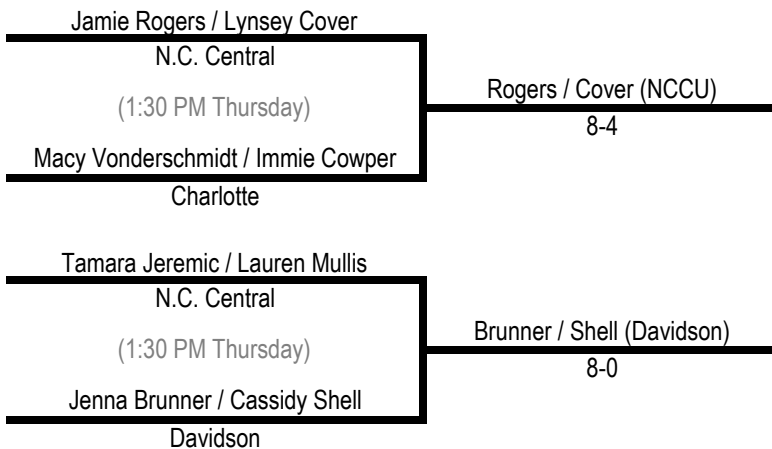 Jamie Rogers / Lynsey Cover
N.C. Central
(1:30 PM Thursday)
Macy Vonderschmidt / Immie Cowper
Charlotte
Rogers / Cover (NCCU)
8-4
Tamara Jeremic / Lauren Mullis
N.C. Central
(1:30 PM Thursday)
Jenna Brunner / Cassidy Shell
Davidson
Brunner / Shell (Davidson)
8-0